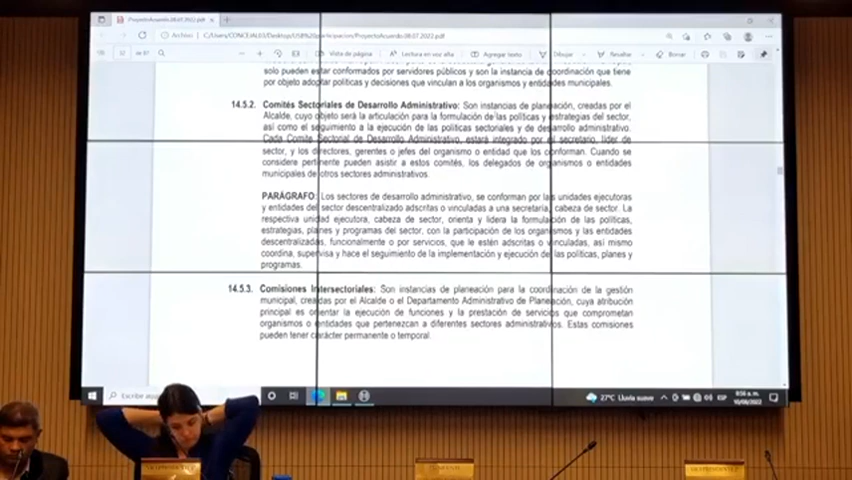 ProyectoAcuerdo 08.07.2022.pdf
Archivo
Vista de página
Lectura en voz alta
Agregar texto
Dibujar
Resaltar
Borrar
solo pueden estar conformados por servidores públicos y son la instancia de coordinación que tiene
por objeto adoptar políticas y decisiones que vinculan a los organismos y entidades municipales.
14.5.2. Comités Sectoriales de Desarrollo Administrativo: Son instancias de planeación, creadas por el
Alcalde, cuyo objeto será la articulación para la formulación de las políticas y estrategias del sector,
así como el seguimiento a la ejecución de las políticas sectoriales y de desarrollo administrativo.
Cada Comité Sectorial de Desarrollo Administrativo, estará integrado por el secretario, líder de
sector, y los directores, gerentes o jefes del organismo o entidad que los conforman. Cuando se
considere pertinente pueden asistir a estos comités, los delegados de organismos o entidades
municipales de otros sectores administrativos.
PARÁGRAFO: Los sectores de desarrollo administrativo, se conforman por las unidades ejecutoras
y entidades del sector descentralizado adscritas o vinculadas a una secretaría, cabeza de sector. La
respectiva unidad ejecutora, cabeza de sector, orienta y lidera la formulación de las políticas,
estrategias, planes y programas del sector, con la participación de los organismos y las entidades
descentralizadas, funcionalmente o por servicios, que le estén adscritas o vinculadas, así mismo
coordina, supervisa y hace el seguimiento de la implementación y ejecución de las políticas, planes y
programas.
14.5.3. Comisiones Intersectoriales: Son instancias de planeación para la coordinación de la gestión
municipal, creadas por el Alcalde o el Departamento Administrativo de Planeación, cuya atribución
principal es orientar la ejecución de funciones y la prestación de servicios que comprometan
organismos o entidades que pertenezcan a diferentes sectores administrativos. Estas comisiones
pueden tener carácter permanente o temporal.
27°C Lluvia suave
ESP
8:56 a. m.
10/08/2022